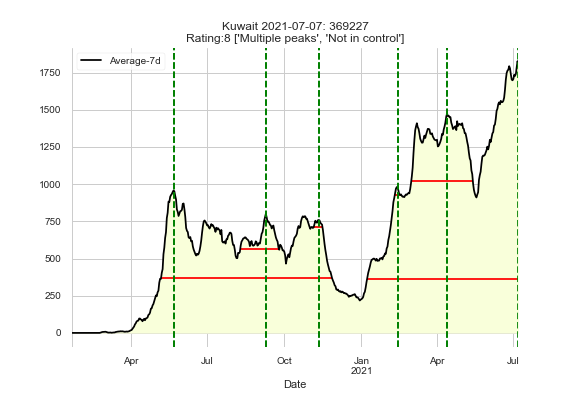 Kuwait 2021-07-07: 369227
Rating:8 ['Multiple peaks', 'Not in control']
Average-7d
1750
1500
1250
1000
750
500
250
0
Apr Jul Oct Jan Apr Jul
2021
Date